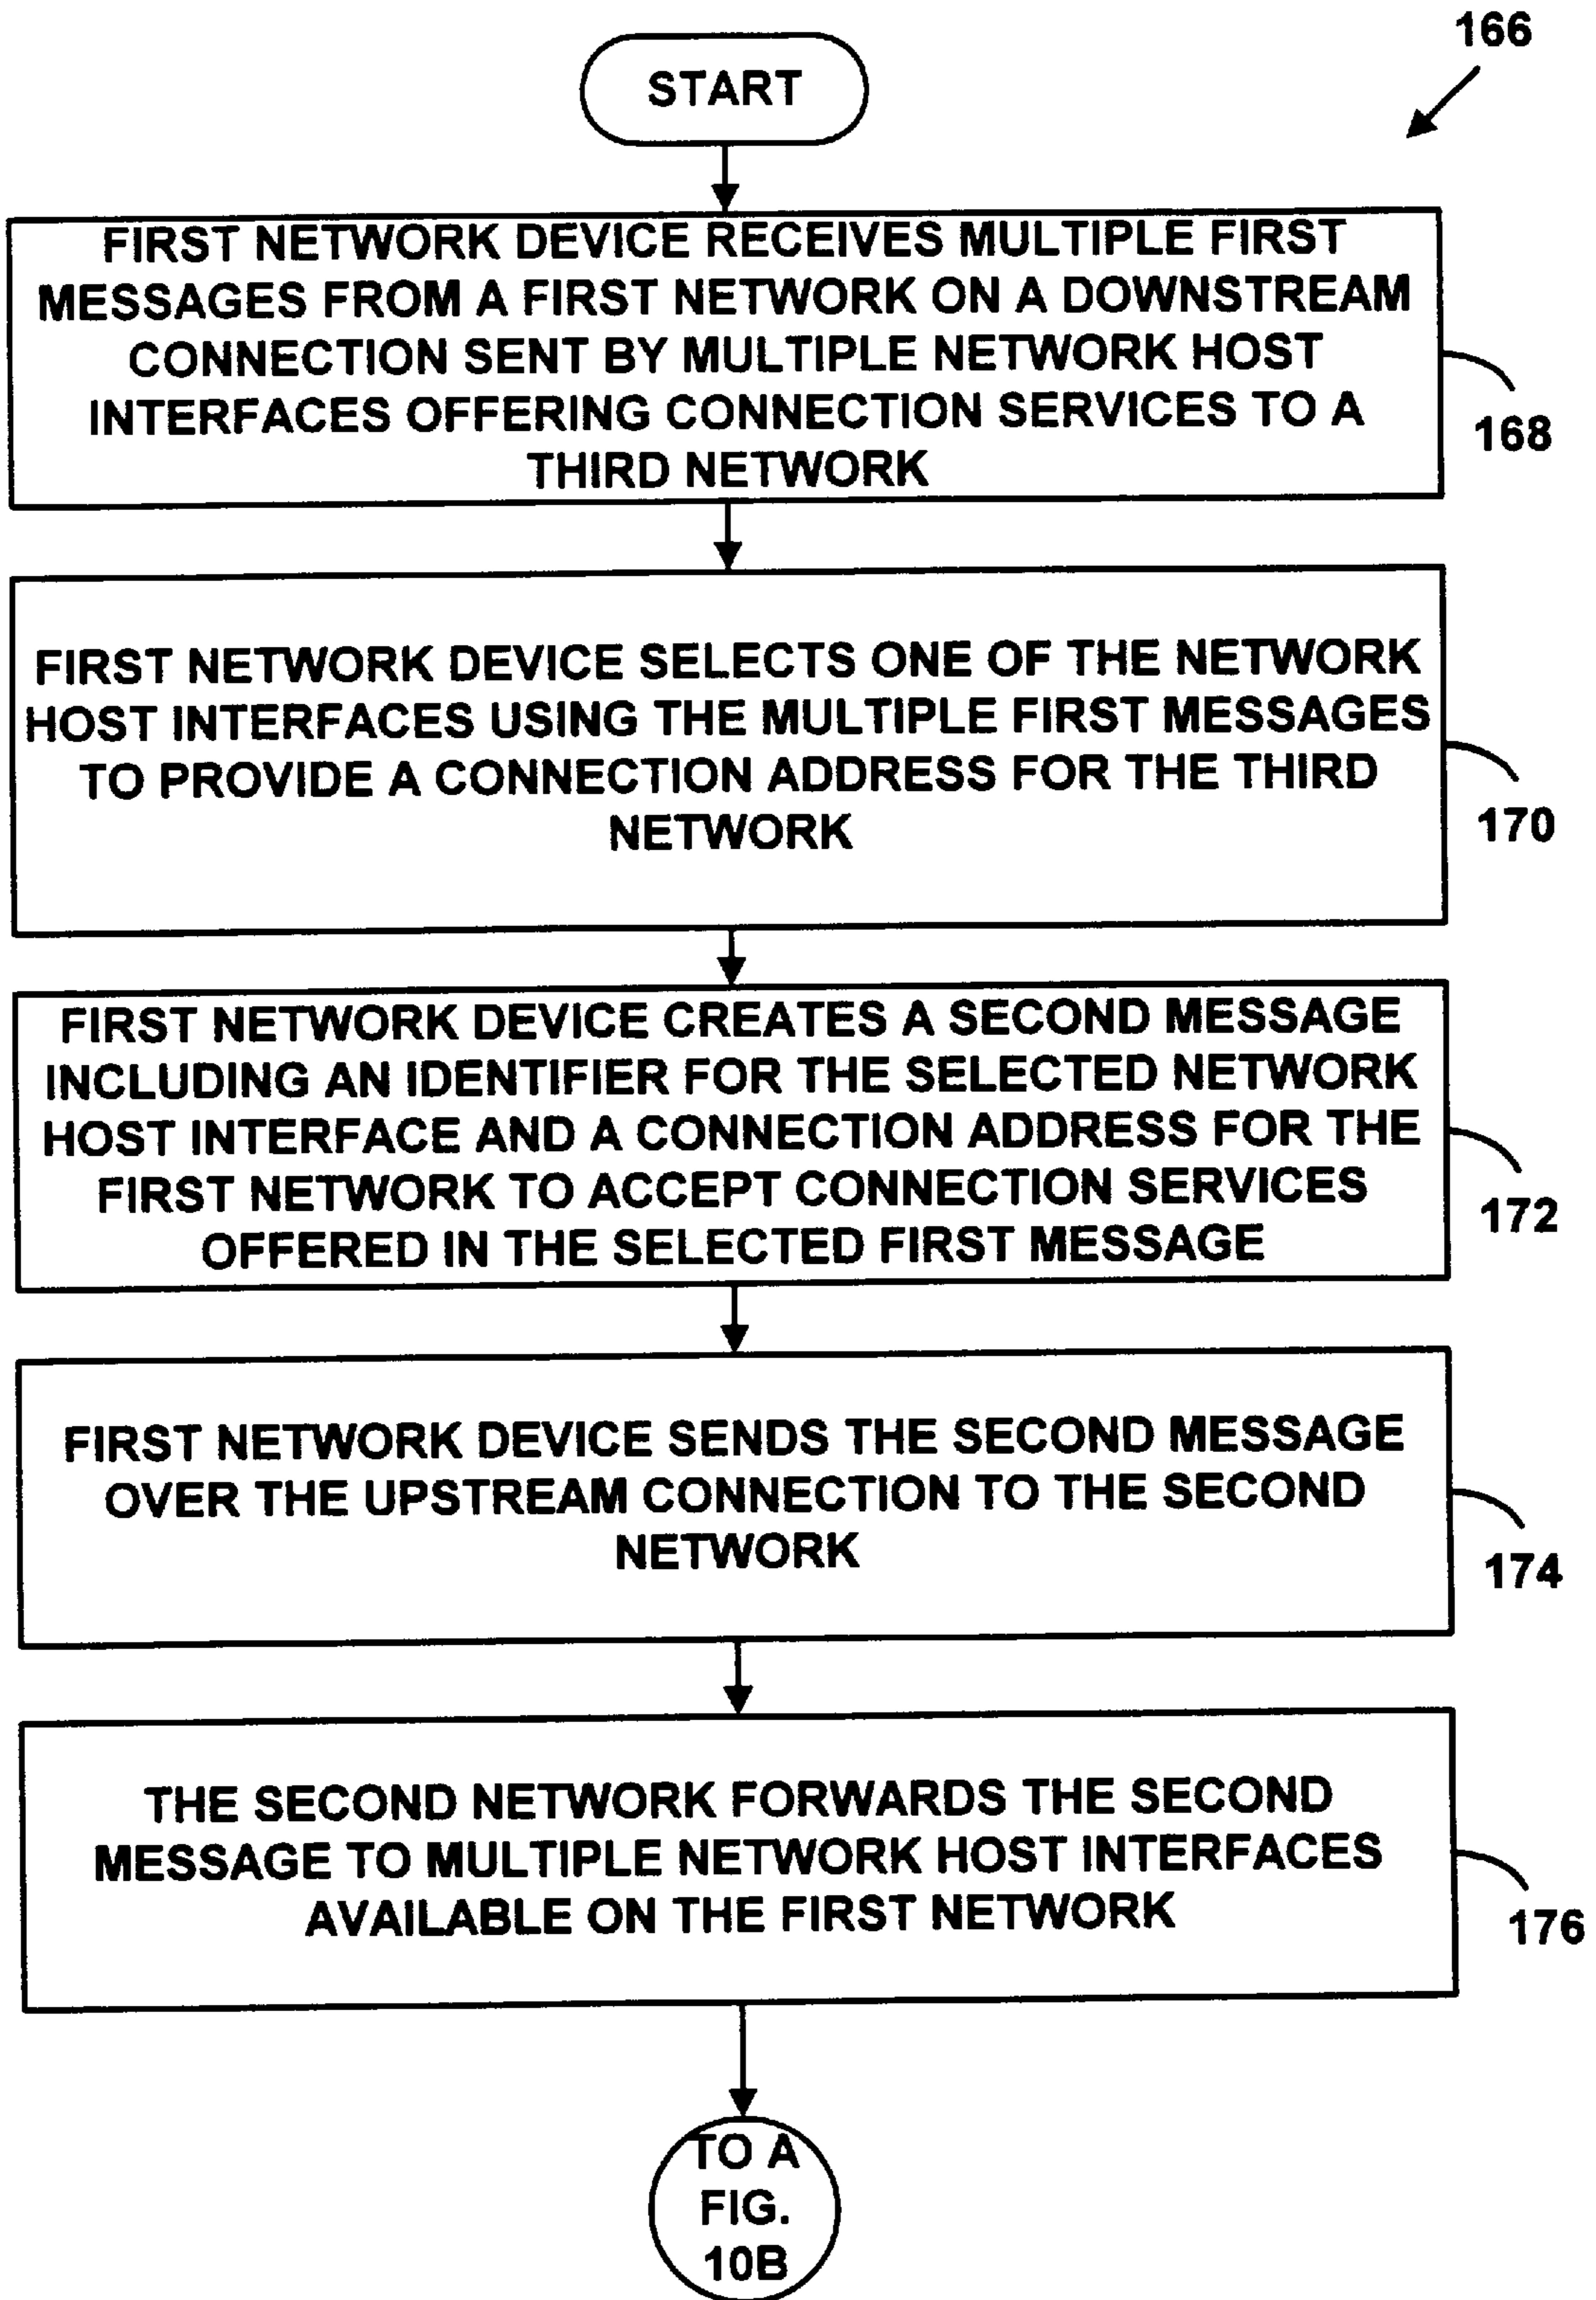 166
START
FIRST NETWORK DEVICE RECEIVES MULTIPLE FIRST
MESSAGES FROM A FIRST NETWORK ON A DOWNSTREAM
CONNECTION SENT BY MULTIPLE NETWORK HOST
INTERFACES OFFERING CONNECTION SERVICES TO A
THIRD NETWORK
168
FIRST NETWORK DEVICE SELECTS ONE OF THE NETWORK
HOST INTERFACES USING THE MULTIPLE FIRST MESSAGES
TO PROVIDE A CONNECTION ADDRESS FOR THE THIRD
NETWORK
170
FIRST NETWORK DEVICE CREATES A SECOND MESSAGE
INCLUDING AN IDENTIFIER FOR THE SELECTED NETWORK
HOST INTERFACE AND A CONNECTION ADDRESS FOR THE
FIRST NETWORK TO ACCEPT CONNECTION SERVICES
OFFERED IN THE SELECTED FIRST MESSAGE
172
FIRST NETWORK DEVICE SENDS THE SECOND MESSAGE
OVER THE UPSTREAM CONNECTION TO THE SECOND
NETWORK
174
THE SECOND NETWORK FORWARDS THE SECOND
MESSAGE TO MULTIPLE NETWORK HOST INTERFACES
AVAILABLE ON THE FIRST NETWORK
176
TO A
FIG.
10B